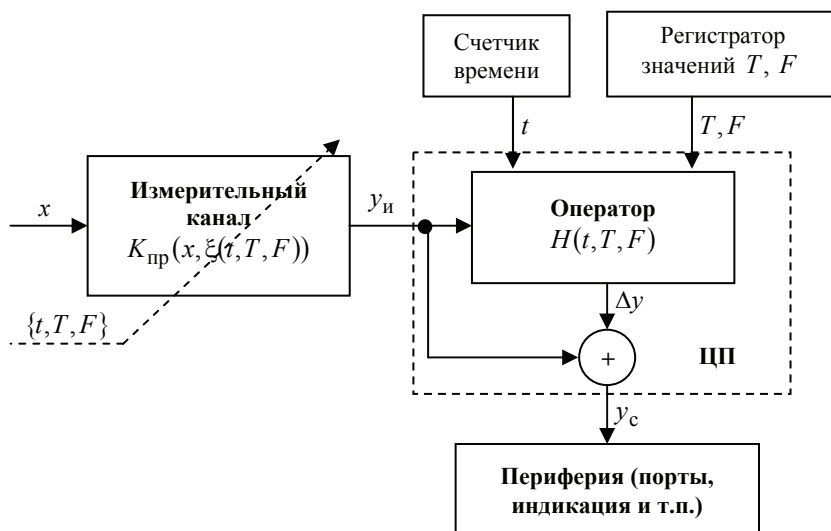 Счетчик
времени
Регистратор
значений T, F
t
T, F
Измерительный
канал
K_пр(x, ξ(t, T, F))
x
y_и
Оператор
H(t, T, F)
{t, T, F}
Δy
+
ЦП
y_с
Периферия (порты,
индикация и т.п.)